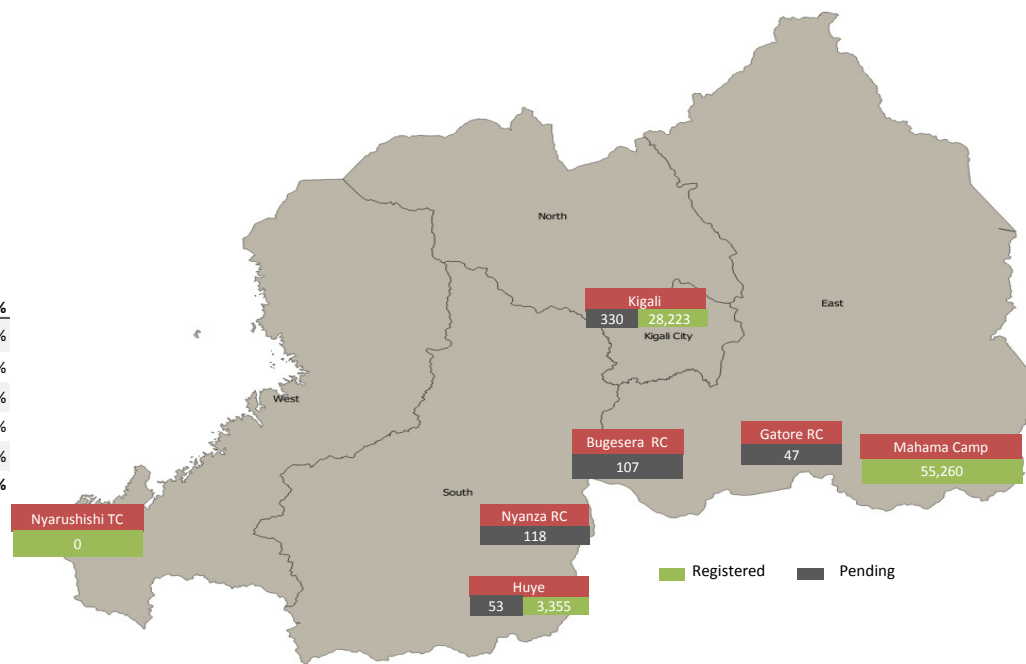 North
Kigali
330 28,223
Kigali City
East
%
%
%
%
%
%
%
West
Bugesera RC
107
Gatore RC
47
Mahama Camp
55,260
South
Nyarushishi TC
0
Nyanza RC
118
Registered Pending
Huye
53 3,355